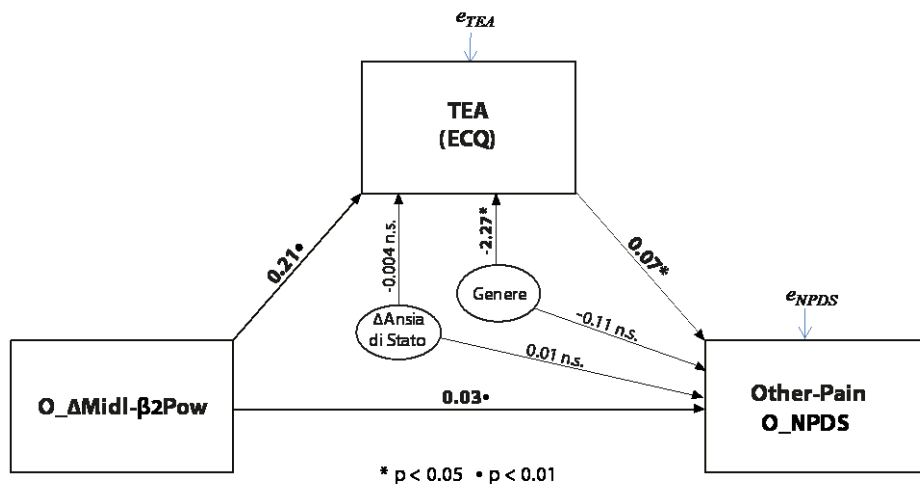 e_TEA
TEA
(ECQ)
0.21•
-0.004 n.s.
-2.27*
0.07*
Genere
ΔAnsia
di Stato
-0.11 n.s.
0.01 n.s.
e_NPDS
O_ΔMidl-β2Pow
0.03•
Other-Pain
O_NPDS
* p < 0.05 • p < 0.01